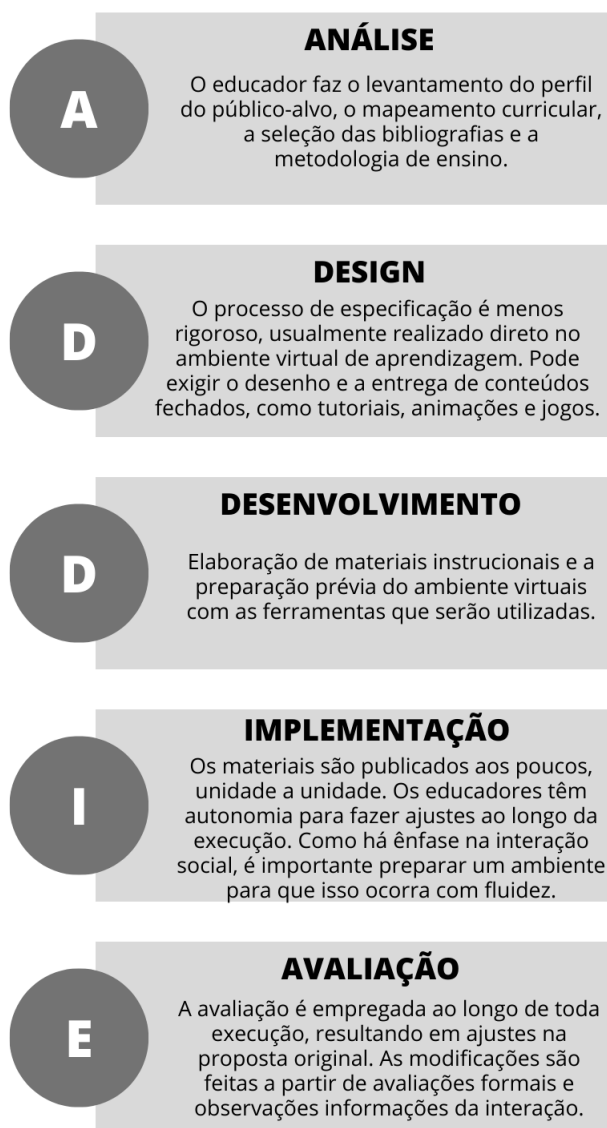 A
ANÁLISE
O educador faz o levantamento do perfil
do público-alvo, o mapeamento curricular,
a seleção das bibliografias e a
metodologia de ensino.
D
DESIGN
O processo de especificação é menos
rigoroso, usualmente realizado direto no
ambiente virtual de aprendizagem. Pode
exigir o desenho e a entrega de conteúdos
fechados, como tutoriais, animações e jogos.
D
DESENVOLVIMENTO
Elaboração de materiais instrucionais e a
preparação prévia do ambiente virtuais
com as ferramentas que serão utilizadas.
I
IMPLEMENTAÇÃO
Os materiais são publicados aos poucos,
unidade a unidade. Os educadores têm
autonomia para fazer ajustes ao longo da
execução. Como há ênfase na interação
social, é importante preparar um ambiente
para que isso ocorra com fluidez.
E
AVALIAÇÃO
A avaliação é empregada ao longo de toda
execução, resultando em ajustes na
proposta original. As modificações são
feitas a partir de avaliações formais e
observações informações da interação.